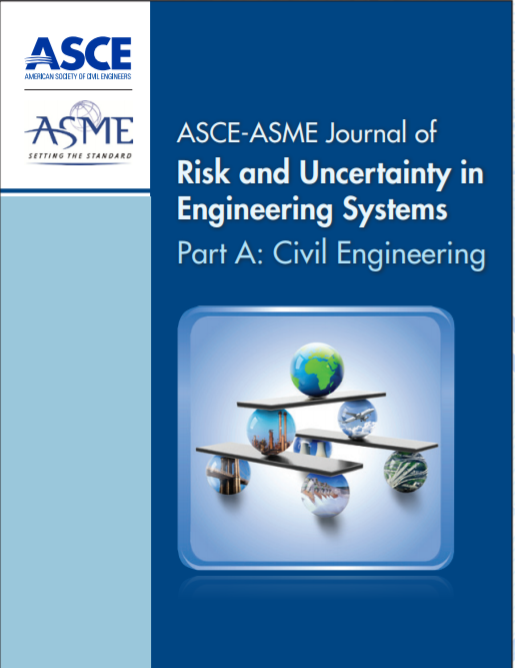 ASCE
AMERICAN SOCIETY OF CIVIL ENGINEERS
ASME
SETTING THE STANDARD
ASCE-ASME Journal of
Risk and Uncertainty in
Engineering Systems
Part A: Civil Engineering